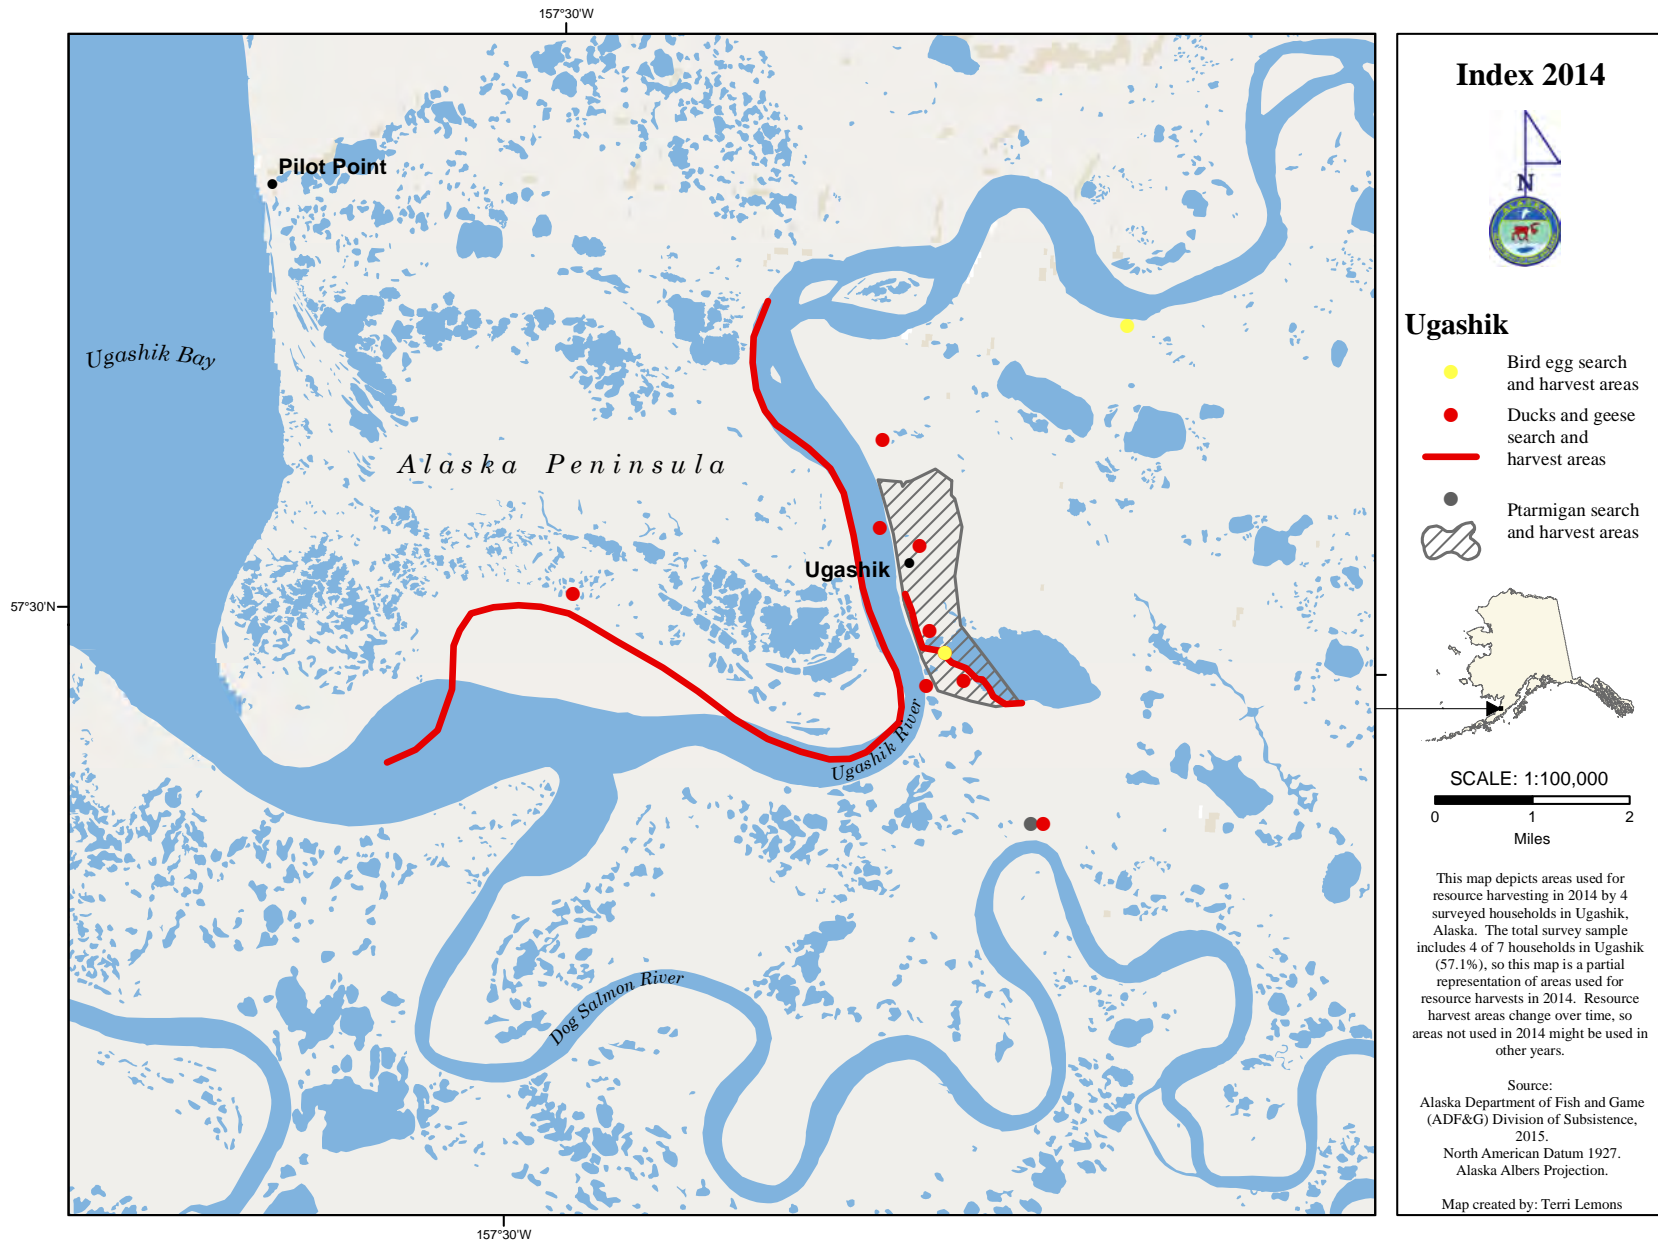 157°30'W
Pilot Point
Ugashik Bay
Alaska Peninsula
Ugashik
57°30'N
Ugashik River
Dog Salmon River
157°30'W
Index 2014
N
Ugashik
Bird egg search
and harvest areas
Ducks and geese
search and
harvest areas
Ptarmigan search
and harvest areas
SCALE: 1:100,000
0 1 2
Miles
This map depicts areas used for
resource harvesting in 2014 by 4
surveyed households in Ugashik,
Alaska. The total survey sample
includes 4 of 7 households in Ugashik
(57.1%), so this map is a partial
representation of areas used for
resource harvests in 2014. Resource
harvest areas change over time, so
areas not used in 2014 might be used in
other years.
Source:
Alaska Department of Fish and Game
(ADF&G) Division of Subsistence,
2015.
North American Datum 1927.
Alaska Albers Projection.
Map created by: Terri Lemons